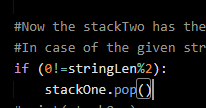 #Now the stackTwo has the
#In case of the given str
if (0!=stringLen%2):
stackOne.pop()